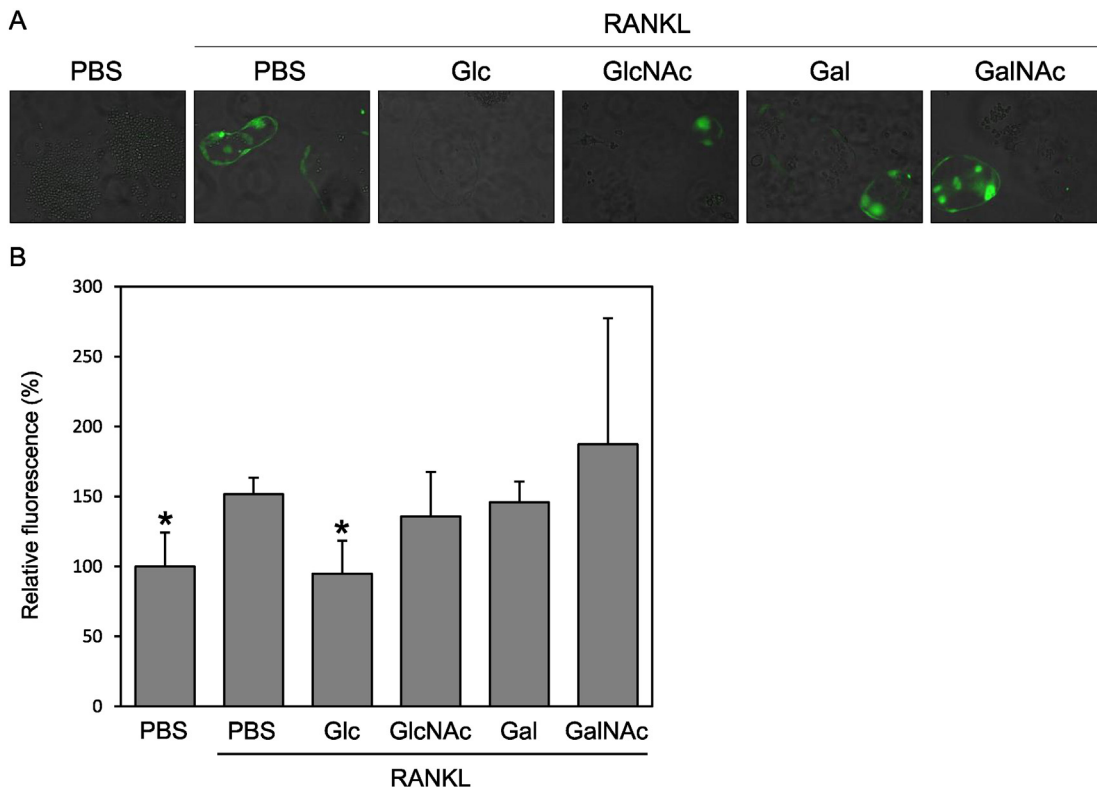 A
RANKL
PBS PBS Glc GlcNAc Gal GalNAc
B
300
250
200
150
100
50
0
Relative fluorescence (%)
* *
PBS PBS Glc GlcNAc Gal GalNAc
RANKL